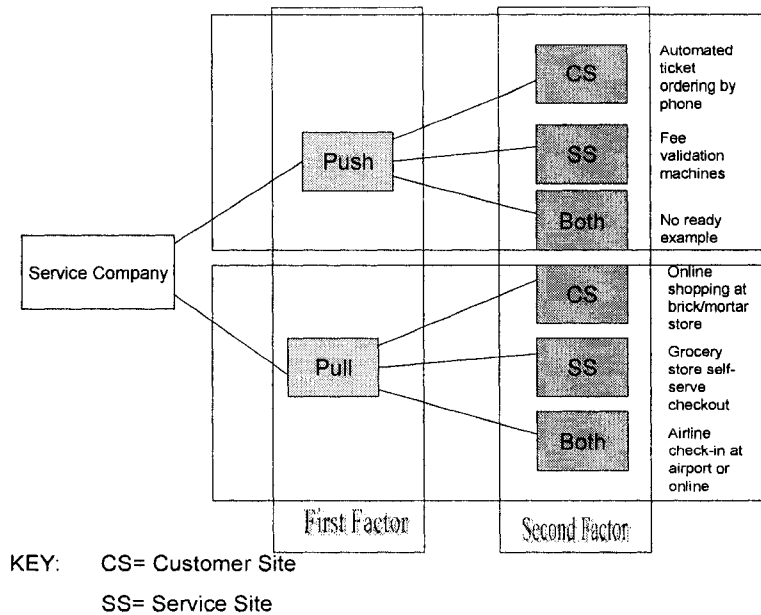 CS
Automated
ticket
ordering by
phone
Push
SS
Fee
validation
machines
Both
No ready
example
Service Company
CS
Online
shopping at
brick/mortar
store
Pull
SS
Grocery
store self-
serve
checkout
Both
Airline
check-in at
airport or
online
First Factor
Second Factor
KEY: CS= Customer Site
SS= Service Site